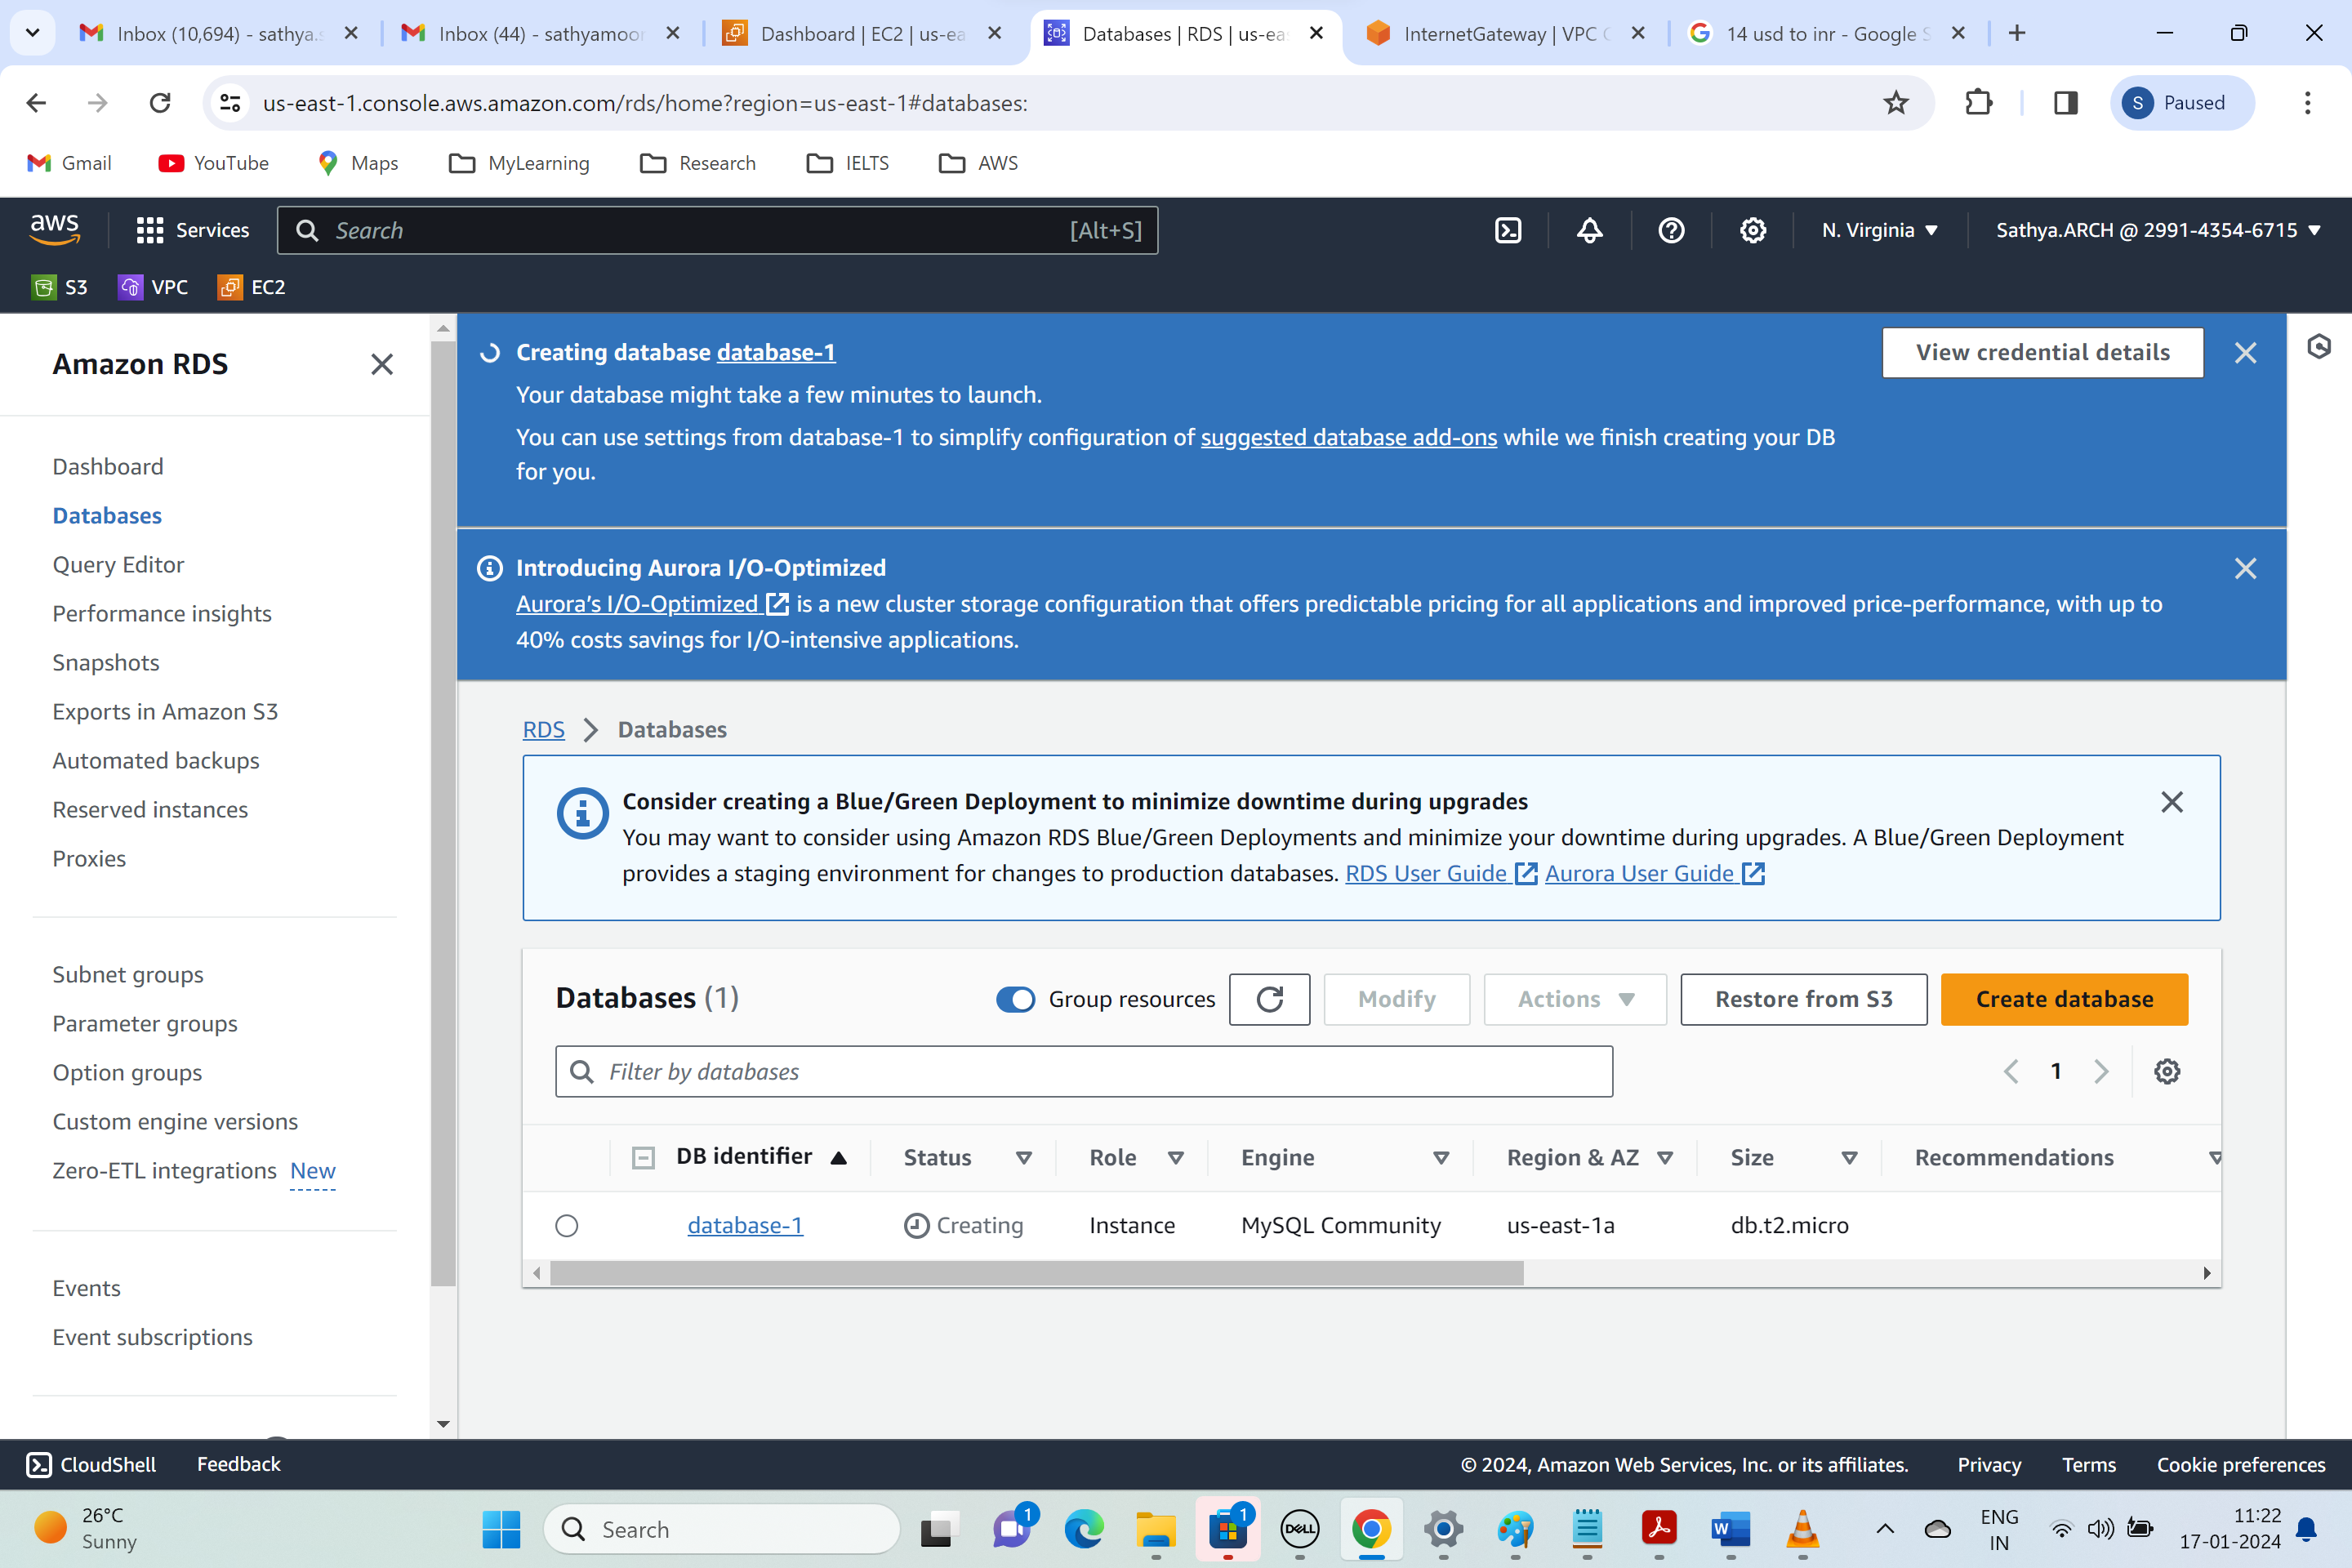 Inbox (10,694) - sathya.s
Inbox (44) - sathyamoor
Dashboard | EC2 | us-ea
Databases | RDS | us-ea
InternetGateway | VPC C
14 usd to inr - Google S
us-east-1.console.aws.amazon.com/rds/home?region=us-east-1#databases:
S Paused
Gmail YouTube Maps MyLearning Research IELTS AWS
aws Services Search [Alt+S] N. Virginia Sathya.ARCH @ 2991-4354-6715
S3 VPC EC2
Amazon RDS
Dashboard
Databases
Query Editor
Performance insights
Snapshots
Exports in Amazon S3
Automated backups
Reserved instances
Proxies
Subnet groups
Parameter groups
Option groups
Custom engine versions
Zero-ETL integrations New
Events
Event subscriptions
Creating database database-1
View credential details
Your database might take a few minutes to launch.
You can use settings from database-1 to simplify configuration of suggested database add-ons while we finish creating your DB
for you.
Introducing Aurora I/O-Optimized
Aurora's I/O-Optimized is a new cluster storage configuration that offers predictable pricing for all applications and improved price-performance, with up to
40% costs savings for I/O-intensive applications.
RDS > Databases
Consider creating a Blue/Green Deployment to minimize downtime during upgrades
You may want to consider using Amazon RDS Blue/Green Deployments and minimize your downtime during upgrades. A Blue/Green Deployment
provides a staging environment for changes to production databases. RDS User Guide Aurora User Guide
Databases (1) Group resources Modify Actions Restore from S3 Create database
Filter by databases 1
DB identifier Status Role Engine Region & AZ Size Recommendations
database-1 Creating Instance MySQL Community us-east-1a db.t2.micro
CloudShell Feedback © 2024, Amazon Web Services, Inc. or its affiliates. Privacy Terms Cookie preferences
26°C
Sunny
Search
1
1
DELL
W
ENG
IN
11:22
17-01-2024